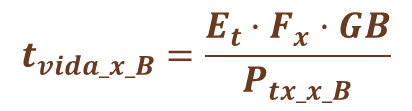 t_vida_x_B = E_t · F_x · GB / P_tx_x_B